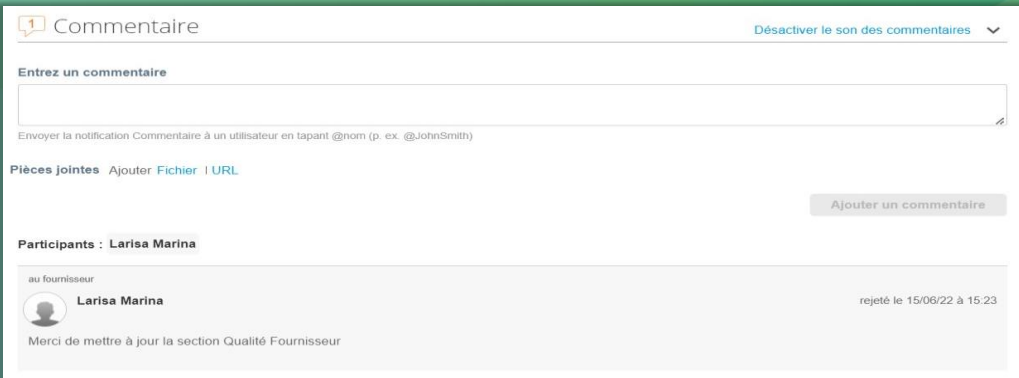 1 Commentaire
Désactiver le son des commentaires
Entrez un commentaire
Envoyer la notification Commentaire à un utilisateur en tapant @nom (p. ex. @JohnSmith)
Pièces jointes Ajouter Fichier | URL
Ajouter un commentaire
Participants : Larisa Marina
au fournisseur
Larisa Marina
rejeté le 15/06/22 à 15:23
Merci de mettre à jour la section Qualité Fournisseur